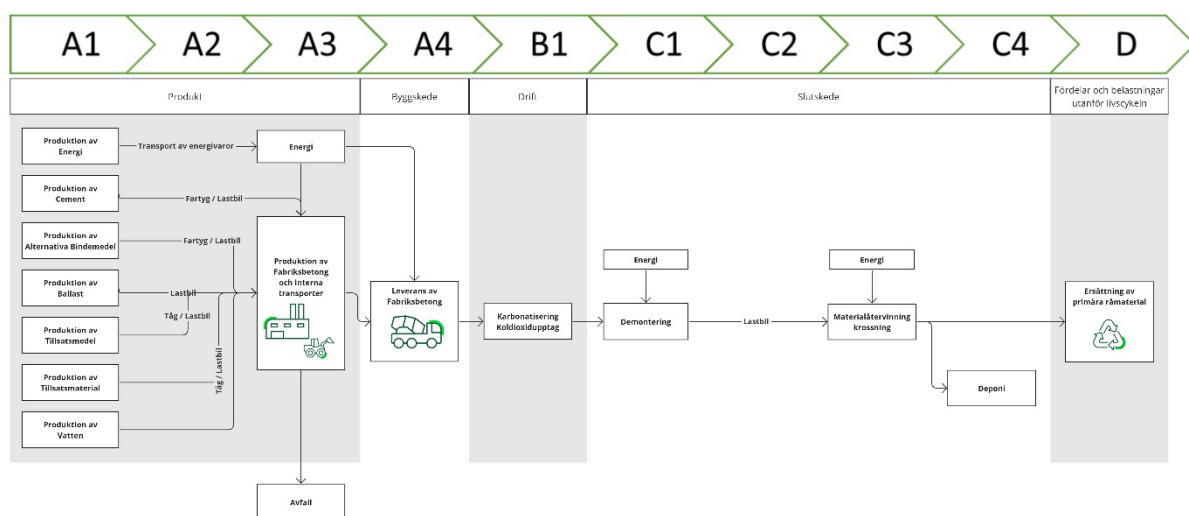 A1
A2
A3
A4
B1
C1
C2
C3
C4
D
Produkt
Byggskede
Drift
Slutskede
Fördelar och belastningar
utanför livscykeln
Produktion av
Energi
Transport av energivaror
Energi
Produktion av
Cement
Fartyg / Lastbil
Produktion av
Alternativa Bindemedel
Fartyg / Lastbil
Produktion av
Fabriksbetong
och interna
transporter
Produktion av
Ballast
Lastbil
Tåg / Lastbil
Produktion av
Tillsatsmedel
Produktion av
Tillsatsmaterial
Tåg / Lastbil
Produktion av
Vatten
Avfall
Leverans av
Fabriksbetong
Karbonatisering
Koldioxidupptag
Energi
Demontering
Lastbil
Energi
Materialåtervinning
krossning
Deponi
Ersättning av
primära råmaterial